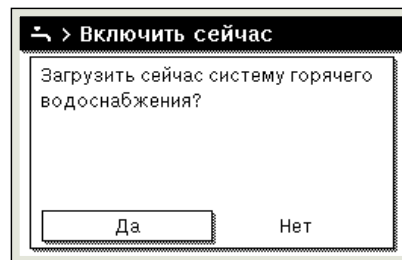 > Включить сейчас
Загрузить сейчас систему горячего
водоснабжения?
Да
Нет